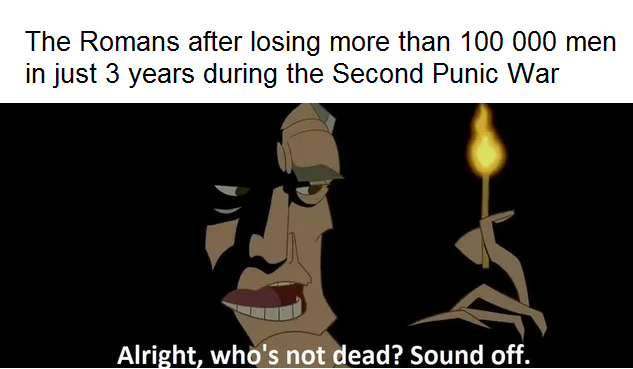 The Romans after losing more than 100 000 men
in just 3 years during the Second Punic War
Alright, who's not dead? Sound off.